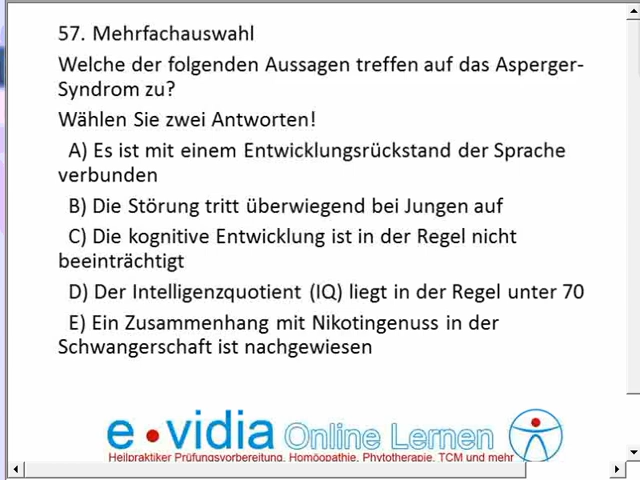 57. Mehrfachauswahl
Welche der folgenden Aussagen treffen auf das Asperger-
Syndrom zu?
Wählen Sie zwei Antworten!
A) Es ist mit einem Entwicklungsrückstand der Sprache
verbunden
B) Die Störung tritt überwiegend bei Jungen auf
C) Die kognitive Entwicklung ist in der Regel nicht
beeinträchtigt
D) Der Intelligenzquotient (IQ) liegt in der Regel unter 70
E) Ein Zusammenhang mit Nikotingenuss in der
Schwangerschaft ist nachgewiesen
e•vidia Online Lernen
Heilpraktiker Prüfungsvorbereitung, Homöopathie, Phytotherapie, TCM und mehr